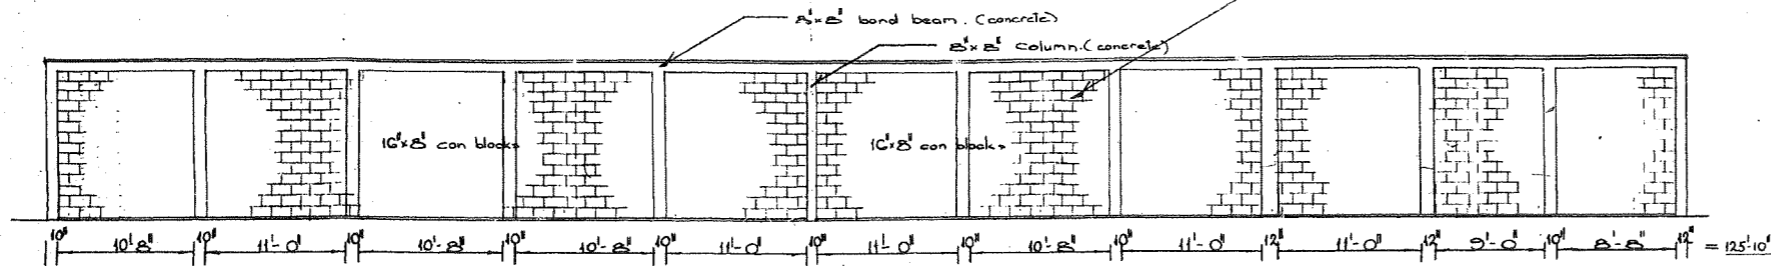 8"x8" bond beam. (concrete)
8"x8" Column. (concrete)
16"x8" con blocks
16"x8" con blocks
10" 10'-8" 10" 11'-0" 10" 10'-8" 10" 10'-8" 10" 11'-0" 10" 11'-0" 10" 10'-8" 10" 11'-0" 12" 11'-0" 12" 9'-0" 10" 8'-8" 12" = 125'-10"